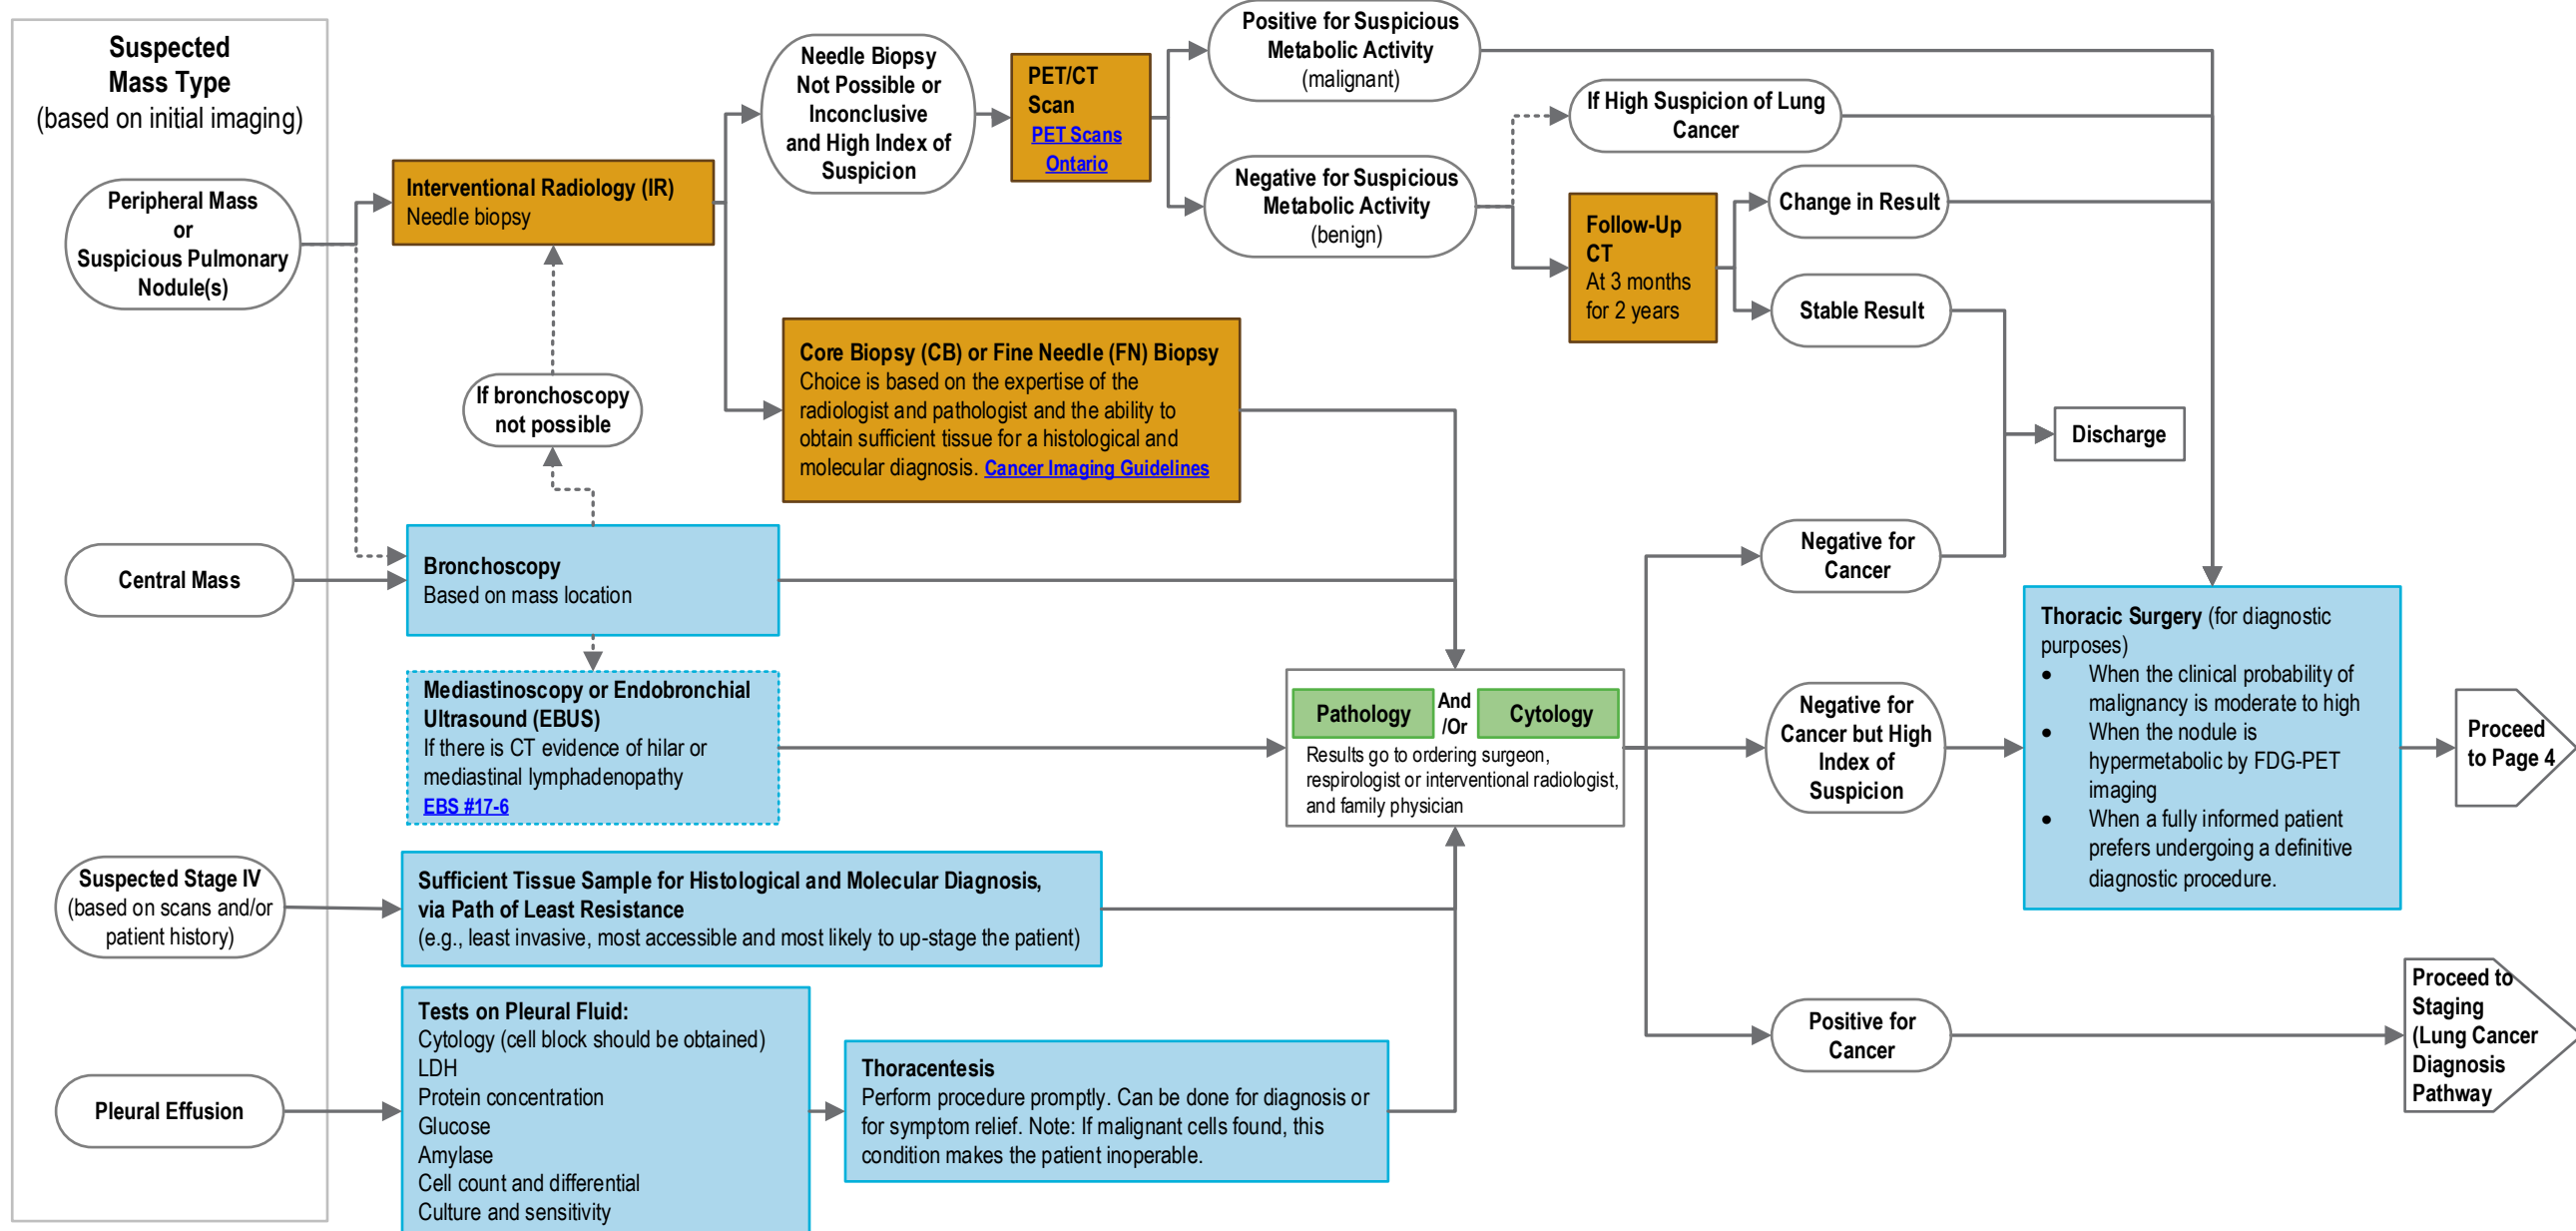 Suspected
Mass Type
(based on initial imaging)
Peripheral Mass
or
Suspicious Pulmonary
Nodule(s)
Central Mass
Suspected Stage IV
(based on scans and/or
patient history)
Pleural Effusion
Interventional Radiology (IR)
Needle biopsy
If bronchoscopy
not possible
Bronchoscopy
Based on mass location
Mediastinoscopy or Endobronchial
Ultrasound (EBUS)
If there is CT evidence of hilar or
mediastinal lymphadenopathy
EBS #17-6
Sufficient Tissue Sample for Histological and Molecular Diagnosis,
via Path of Least Resistance
(e.g., least invasive, most accessible and most likely to up-stage the patient)
Tests on Pleural Fluid:
Cytology (cell block should be obtained)
LDH
Protein concentration
Glucose
Amylase
Cell count and differential
Culture and sensitivity
Thoracentesis
Perform procedure promptly. Can be done for diagnosis or
for symptom relief. Note: If malignant cells found, this
condition makes the patient inoperable.
Needle Biopsy
Not Possible or
Inconclusive
and High Index of
Suspicion
PET/CT
Scan
PET Scans
Ontario
Core Biopsy (CB) or Fine Needle (FN) Biopsy
Choice is based on the expertise of the
radiologist and pathologist and the ability to
obtain sufficient tissue for a histological and
molecular diagnosis. Cancer Imaging Guidelines
Positive for Suspicious
Metabolic Activity
(malignant)
Negative for Suspicious
Metabolic Activity
(benign)
If High Suspicion of Lung
Cancer
Follow-Up
CT
At 3 months
for 2 years
Change in Result
Stable Result
Discharge
Pathology
And
/Or
Cytology
Results go to ordering surgeon,
respirologist or interventional radiologist,
and family physician
Negative for
Cancer
Negative for
Cancer but High
Index of
Suspicion
Positive for
Cancer
Thoracic Surgery (for diagnostic
purposes)
• When the clinical probability of
malignancy is moderate to high
• When the nodule is
hypermetabolic by FDG-PET
imaging
• When a fully informed patient
prefers undergoing a definitive
diagnostic procedure.
Proceed
to Page 4
Proceed to
Staging
(Lung Cancer
Diagnosis
Pathway